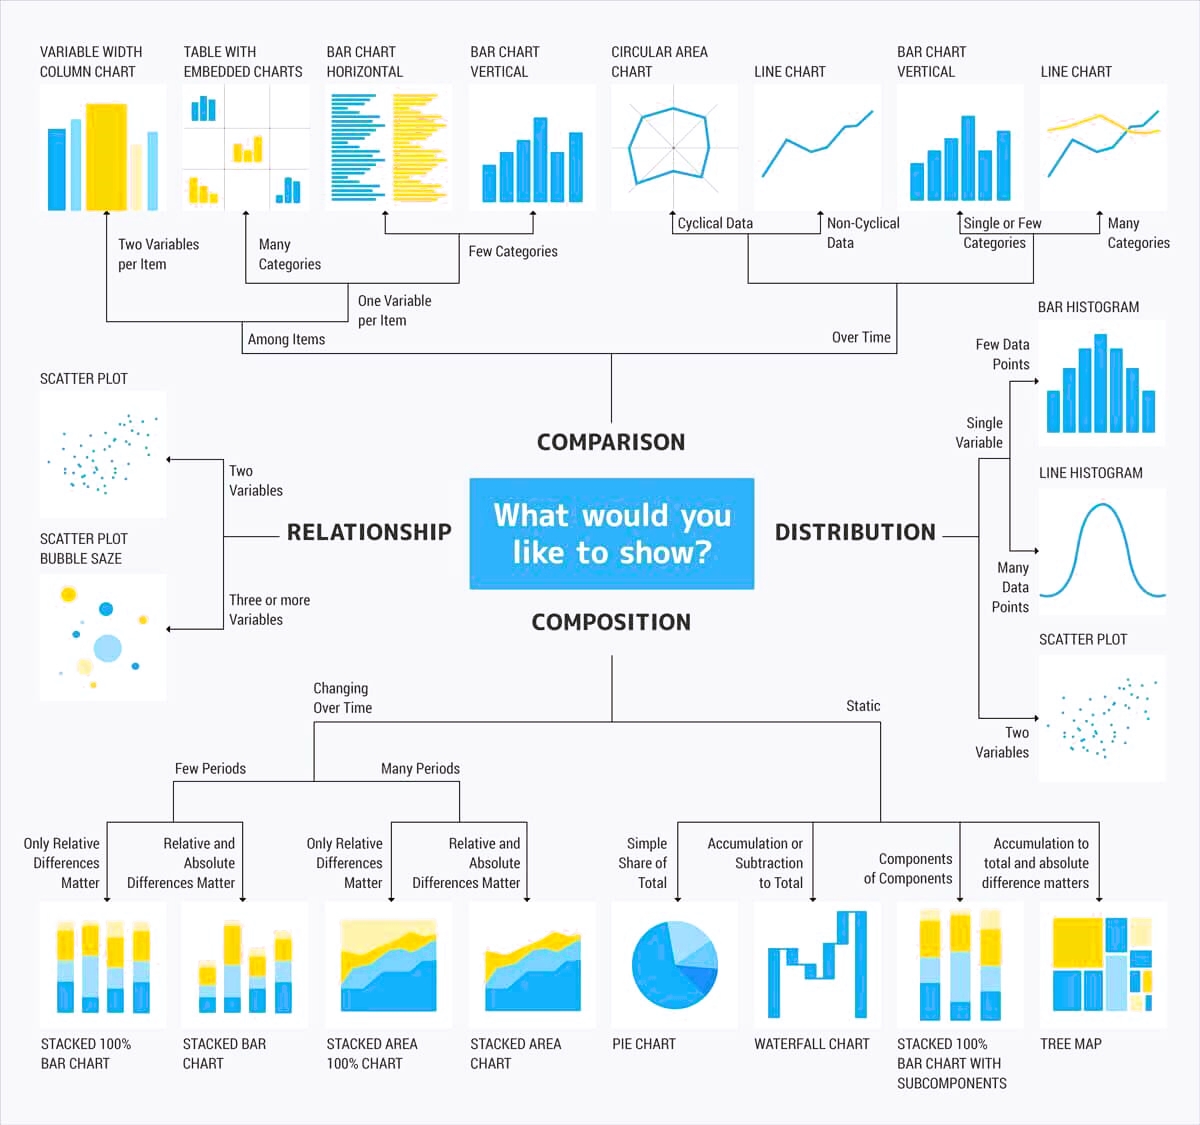 VARIABLE WIDTH
COLUMN CHART
TABLE WITH
EMBEDDED CHARTS
BAR CHART
HORIZONTAL
BAR CHART
VERTICAL
CIRCULAR AREA
CHART
LINE CHART
BAR CHART
VERTICAL
LINE CHART
Two Variables
per Item
Many
Categories
Few Categories
Cyclical Data
Non-Cyclical
Data
Single or Few
Categories
Many
Categories
One Variable
per Item
Among Items
Over Time
COMPARISON
What would you
like to show?
SCATTER PLOT
Two
Variables
RELATIONSHIP
SCATTER PLOT
BUBBLE SAZE
Three or more
Variables
DISTRIBUTION
BAR HISTOGRAM
Few Data
Points
Single
Variable
LINE HISTOGRAM
Many
Data
Points
SCATTER PLOT
Two
Variables
COMPOSITION
Changing
Over Time
Static
Few Periods
Many Periods
Only Relative
Differences
Matter
Relative and
Absolute
Differences Matter
Only Relative
Differences
Matter
Relative and
Absolute
Differences Matter
Simple
Share of
Total
Accumulation or
Subtraction
to Total
Components
of Components
Accumulation to
total and absolute
difference matters
STACKED 100%
BAR CHART
STACKED BAR
CHART
STACKED AREA
100% CHART
STACKED AREA
CHART
PIE CHART
WATERFALL CHART
STACKED 100%
BAR CHART WITH
SUBCOMPONENTS
TREE MAP